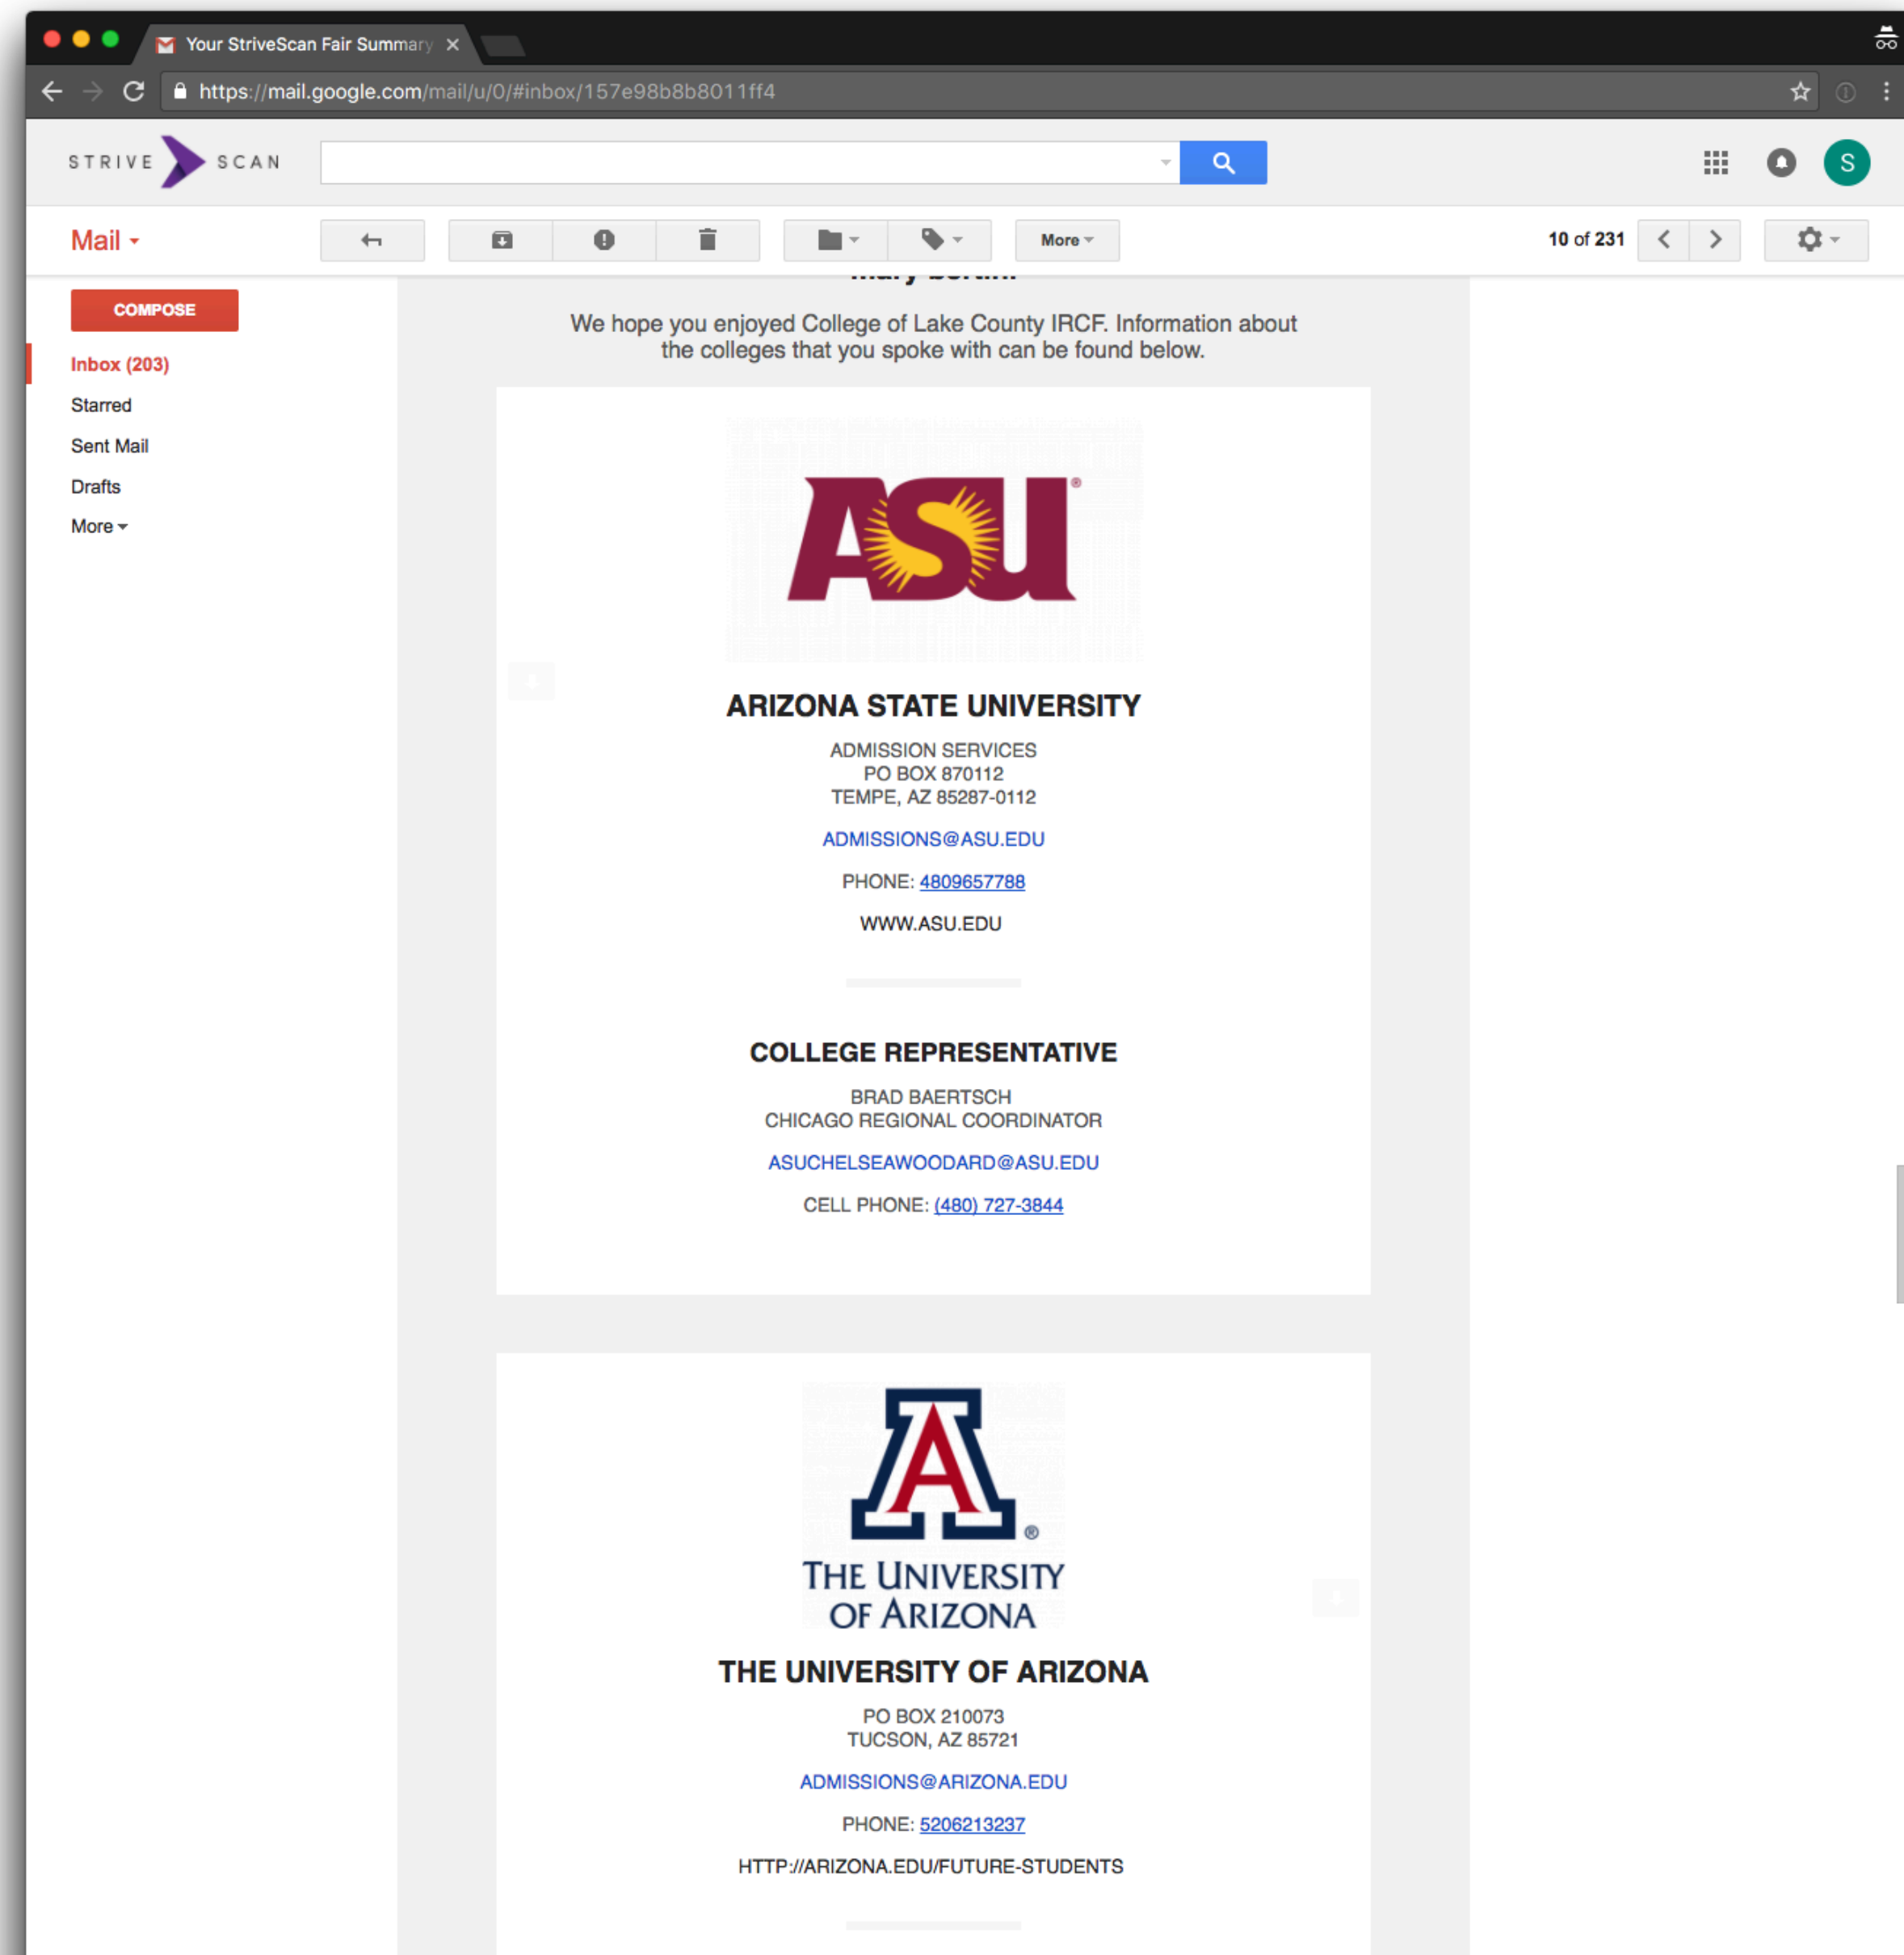 Your StriveScan Fair Summary
https://mail.google.com/mail/u/0/#inbox/157e98b8b8011ff4
STRIVE SCAN
S
Mail
More
10 of 231
COMPOSE
Inbox (203)
Starred
Sent Mail
Drafts
More
We hope you enjoyed College of Lake County IRCF. Information about
the colleges that you spoke with can be found below.
ASU®
ARIZONA STATE UNIVERSITY
ADMISSION SERVICES
PO BOX 870112
TEMPE, AZ 85287-0112
ADMISSIONS@ASU.EDU
PHONE: 4809657788
WWW.ASU.EDU
COLLEGE REPRESENTATIVE
BRAD BAERTSCH
CHICAGO REGIONAL COORDINATOR
ASUCHELSEAWOODARD@ASU.EDU
CELL PHONE: (480) 727-3844
A®
THE UNIVERSITY
OF ARIZONA
THE UNIVERSITY OF ARIZONA
PO BOX 210073
TUCSON, AZ 85721
ADMISSIONS@ARIZONA.EDU
PHONE: 5206213237
HTTP://ARIZONA.EDU/FUTURE-STUDENTS